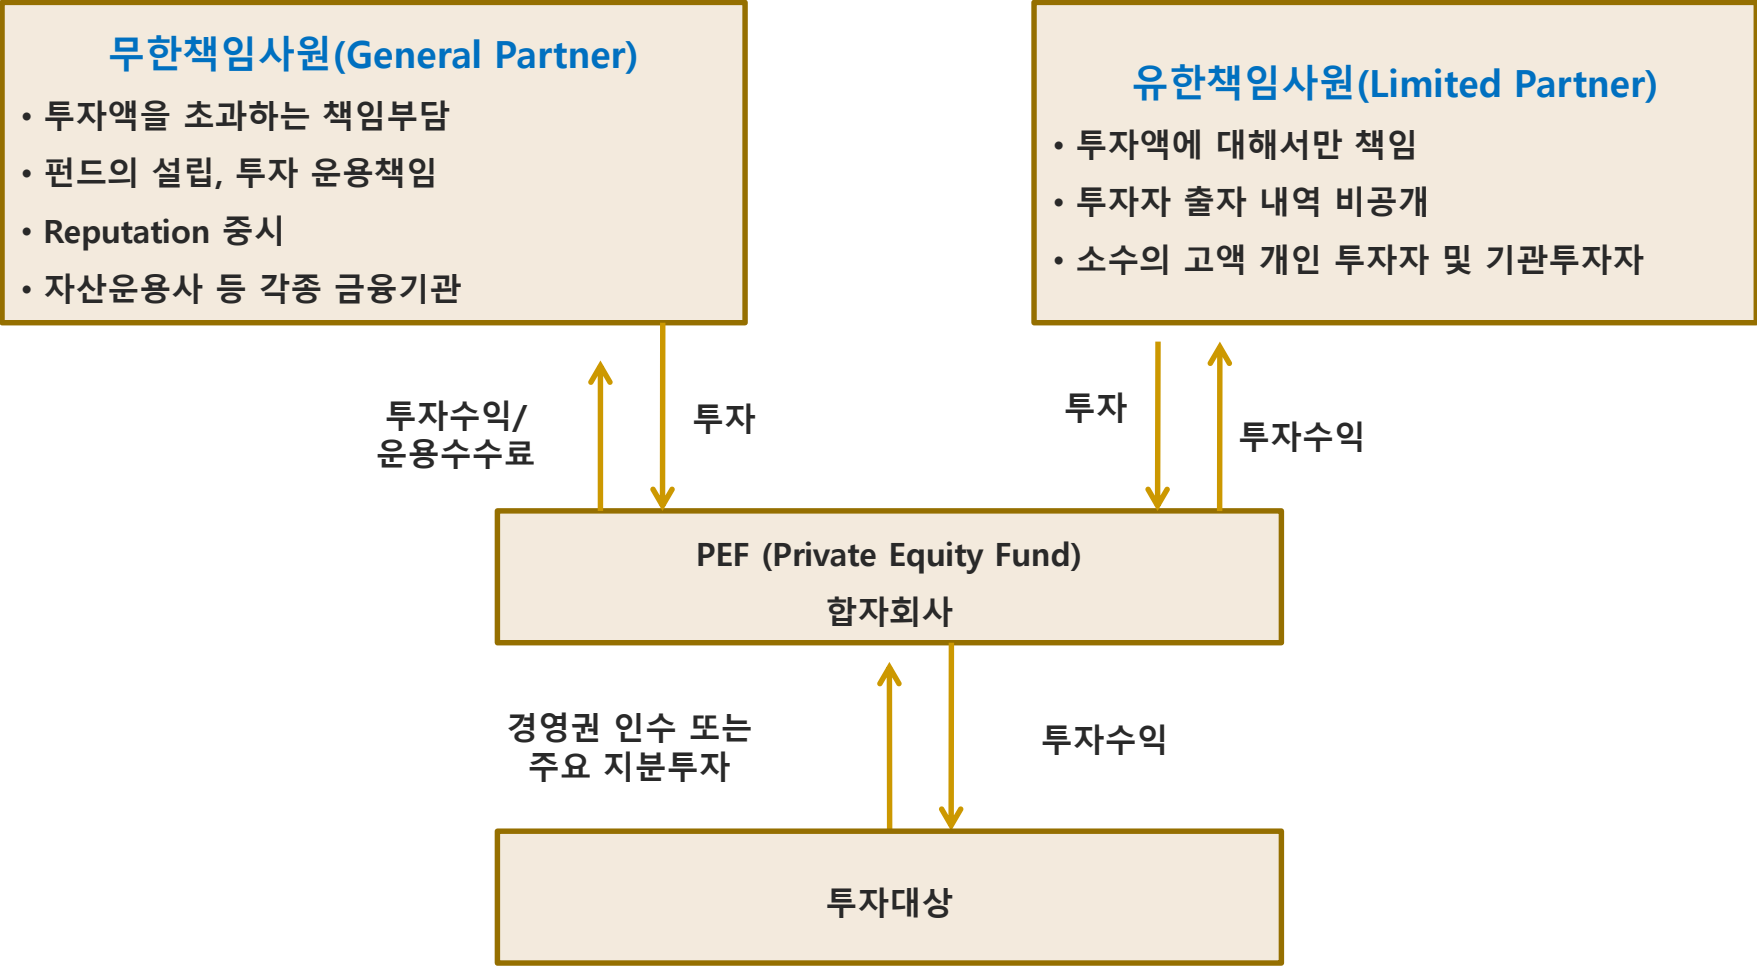 무한책임사원(General Partner)
• 투자액을 초과하는 책임부담
• 펀드의 설립, 투자 운용책임
• Reputation 중시
• 자산운용사 등 각종 금융기관
유한책임사원(Limited Partner)
• 투자액에 대해서만 책임
• 투자자 출자 내역 비공개
• 소수의 고액 개인 투자자 및 기관투자자
투자수익/
운용수수료
투자
투자
투자수익
PEF (Private Equity Fund)
합자회사
경영권 인수 또는
주요 지분투자
투자수익
투자대상